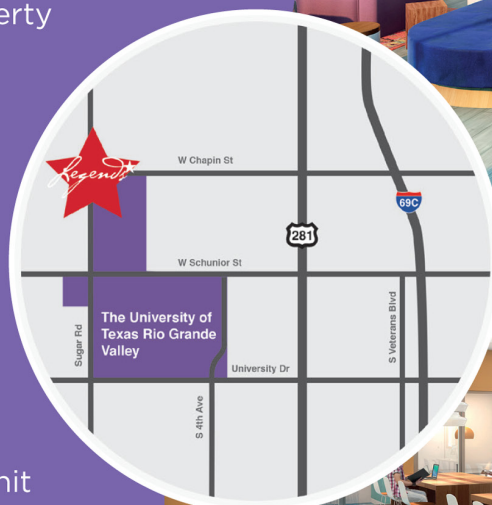 erty
W Chapin St
Legends
69C
281
W Schunior St
The University of
Texas Rio Grande
Valley
Sugar Rd
S Veterans Blvd
University Dr
S 4th Ave
nit